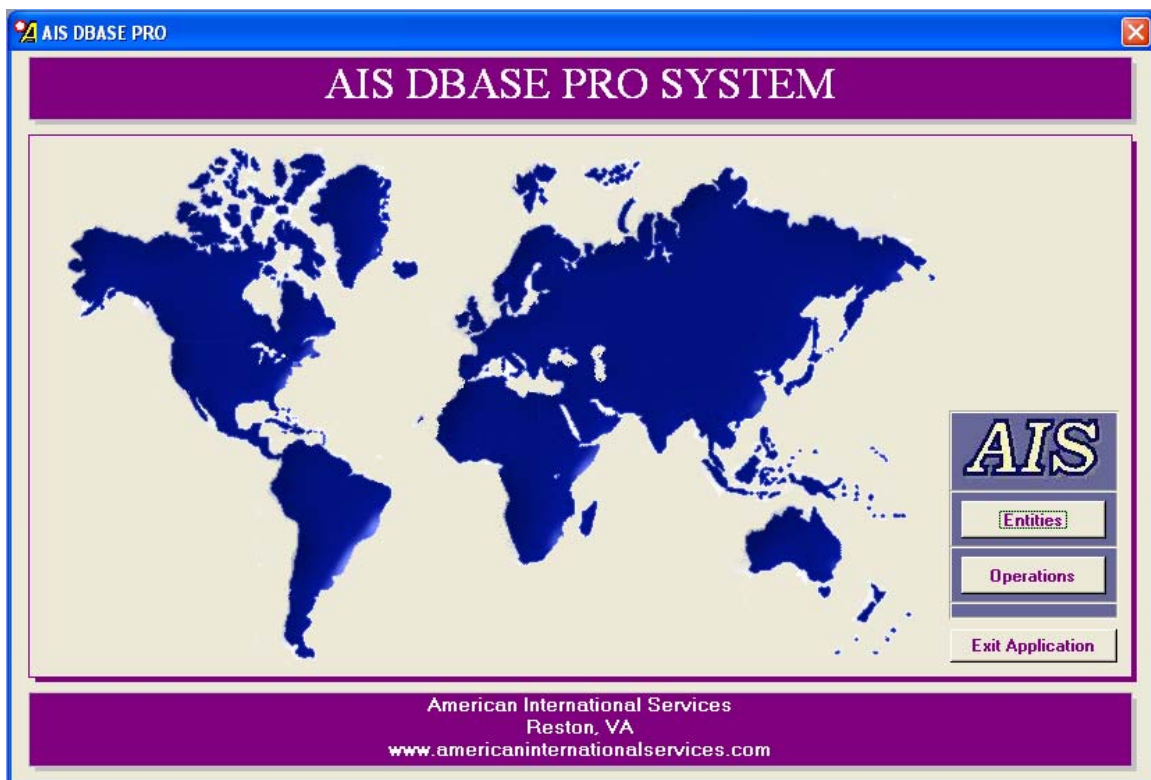 AIS DBASE PRO
AIS DBASE PRO SYSTEM
AIS
Entities
Operations
Exit Application
American International Services
Reston, VA
www.americaninternationalservices.com